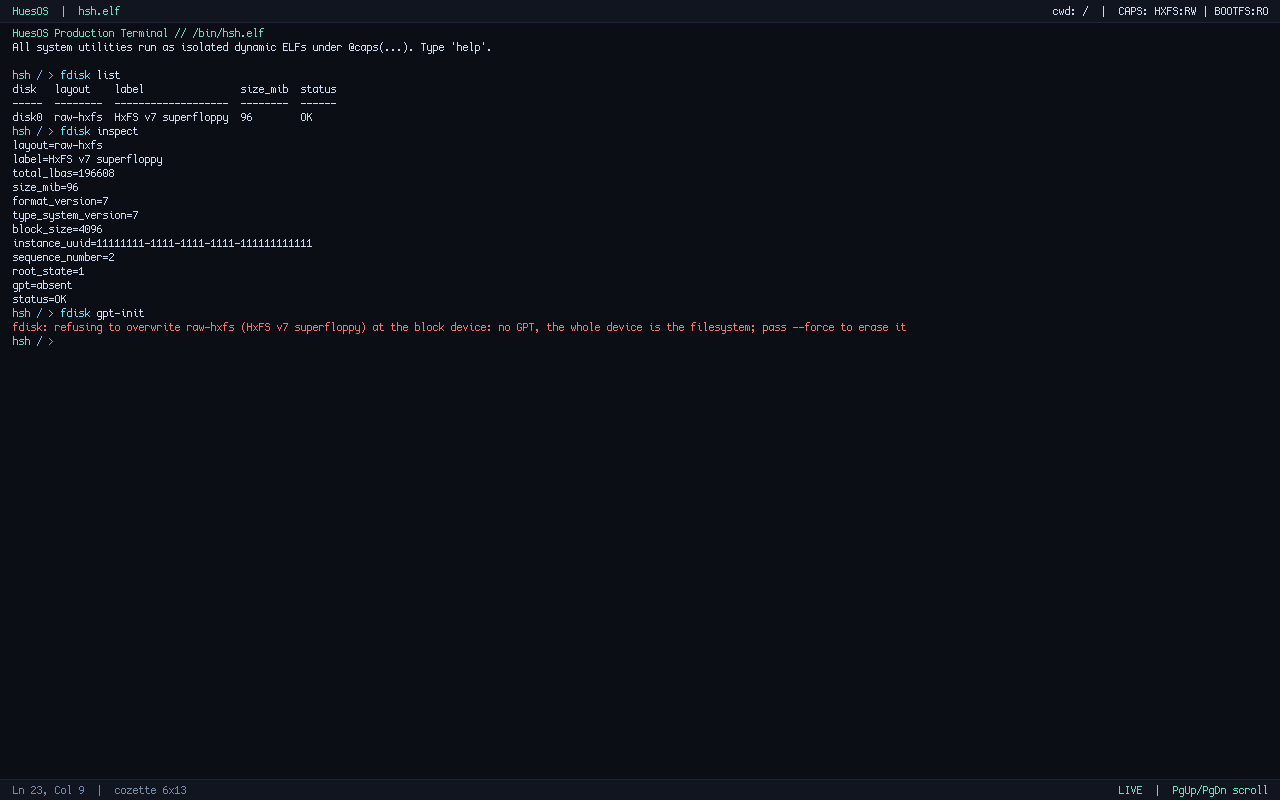 HuesOS | hsh.elf cwd: / | CAPS: HXFS:RW | BOOTFS:RO
HuesOS Production Terminal // /bin/hsh.elf
All system utilities run as isolated dynamic ELFs under @caps(...). Type 'help'.
hsh / > fdisk list
disk layout label size_mib status
----- -------- ------------------- -------- ------
disk0 raw-hxfs HxFS v7 superfloppy 96 OK
hsh / > fdisk inspect
layout=raw-hxfs
label=HxFS v7 superfloppy
total_lbas=196608
size_mib=96
format_version=7
type_system_version=7
block_size=4096
instance_uuid=11111111-1111-1111-1111-111111111111
sequence_number=2
root_state=1
gpt=absent
status=OK
hsh / > fdisk gpt-init
fdisk: refusing to overwrite raw-hxfs (HxFS v7 superfloppy) at the block device: no GPT, the whole device is the filesystem; pass --force to erase it
hsh / >
Ln 23, Col 9 | cozette 6x13 LIVE | PgUp/PgDn scroll